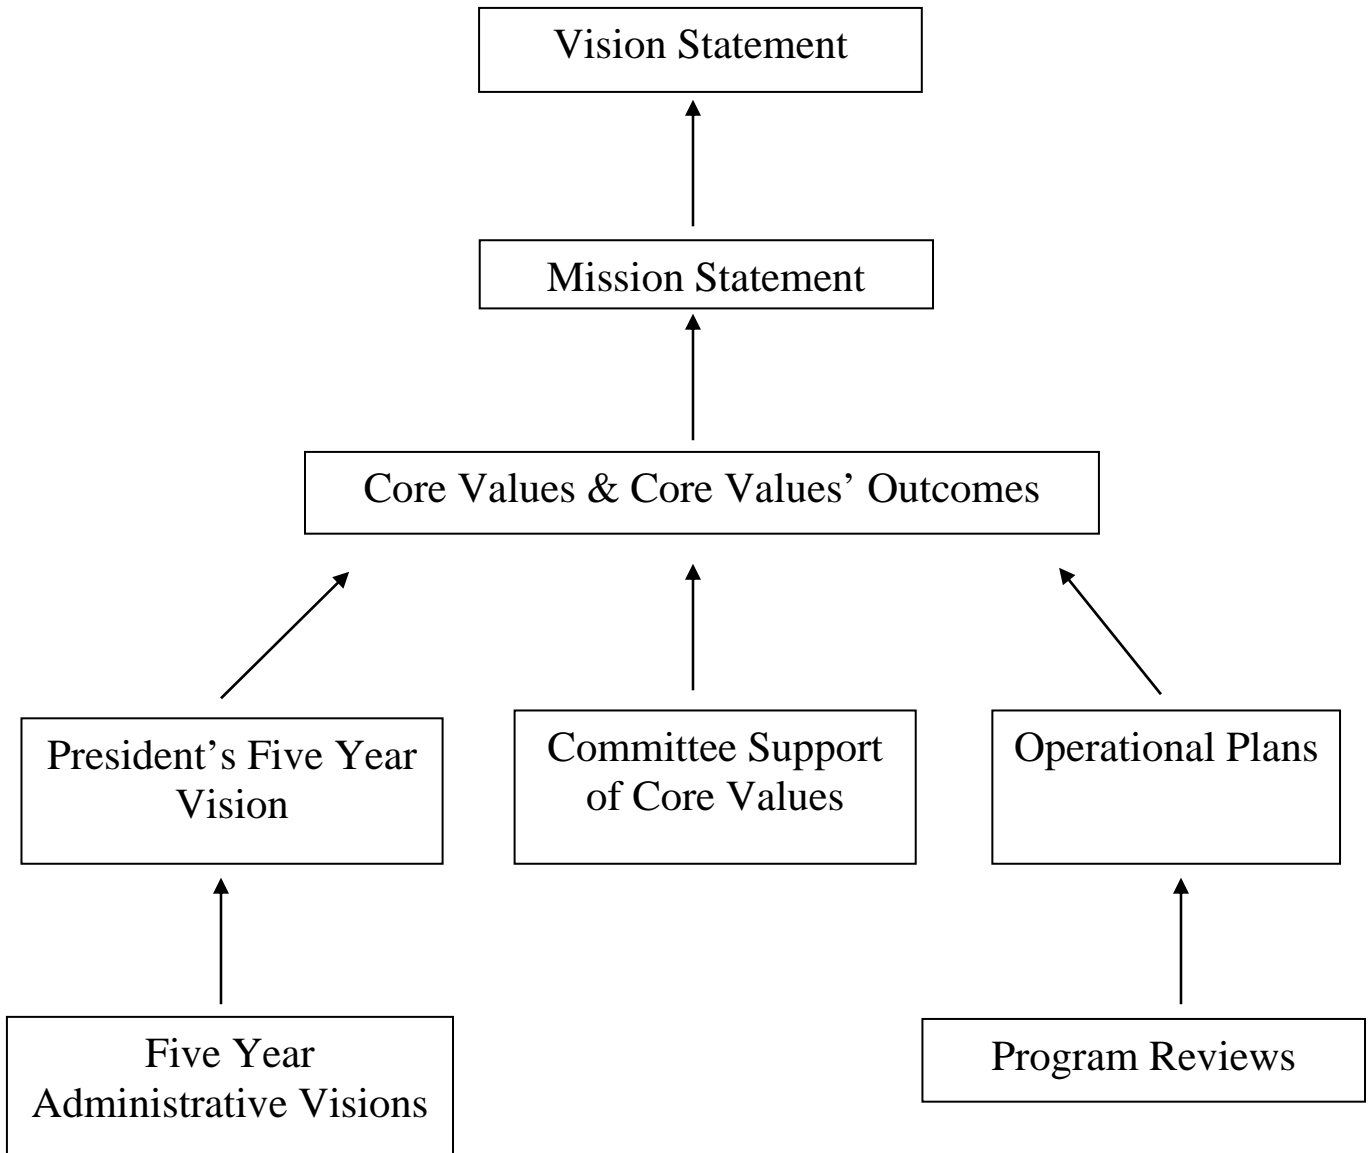 Vision Statement
Mission Statement
Core Values & Core Values’ Outcomes
President’s Five Year
Vision
Committee Support
of Core Values
Operational Plans
Five Year
Administrative Visions
Program Reviews